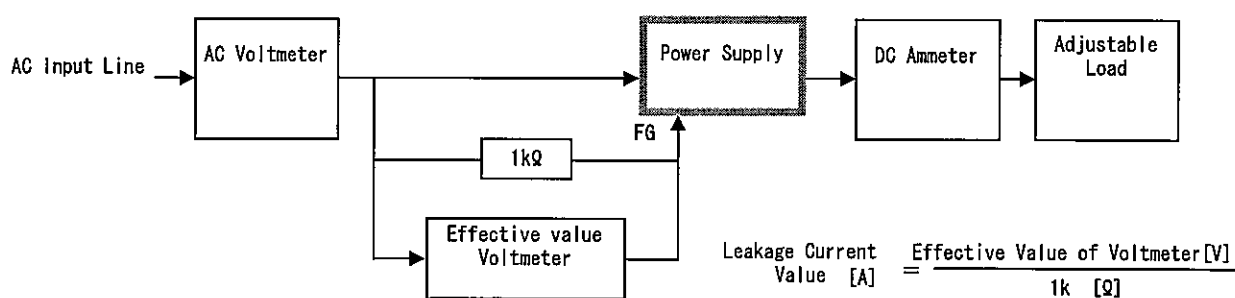 AC Input Line
AC Voltmeter
Power Supply
DC Ammeter
Adjustable
Load
FG
1kΩ
Effective value
Voltmeter
Leakage Current
Value [A]
=
Effective Value of Voltmeter[V]
1k [Ω]